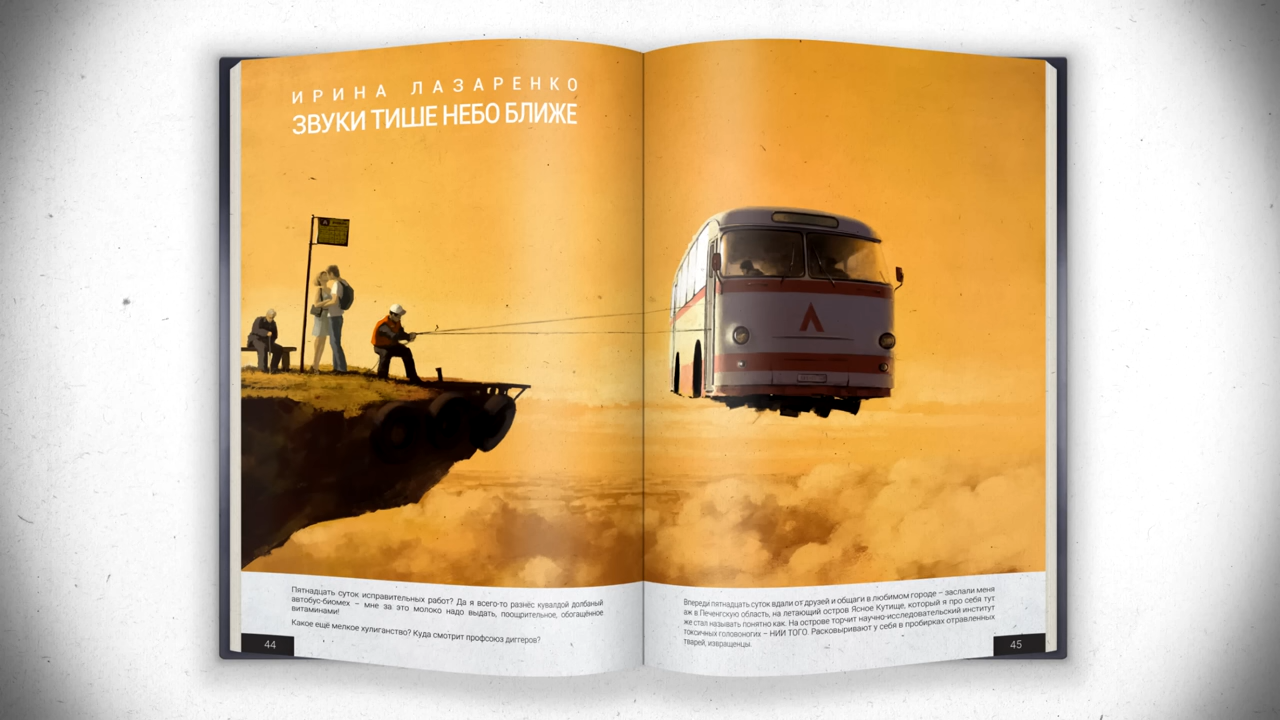 ИРИНА ЛАЗАРЕНКО
ЗВУКИ ТИШЕ НЕБО БЛИЖЕ
Пятнадцать суток исправительных работ? Да я всего-то разнёс кувалдой долбаный
автобус-биомех – мне за это молоко надо выдать, поощрительное, обогащённое
витаминами!
Какое ещё мелкое хулиганство? Куда смотрит профсоюз диггеров?
44
Впереди пятнадцать суток вдали от друзей и общаги в любимом городе – заслали меня
аж в Печенгскую область, на летающий остров Ясное Кутище, который я про себя тут
же стал называть понятно как. На острове торчит научно-исследовательский институт
токсичных головоногих – НИИ ТОГО. Расковыривают у себя в пробирках отравленных
тварей, извращенцы.
45